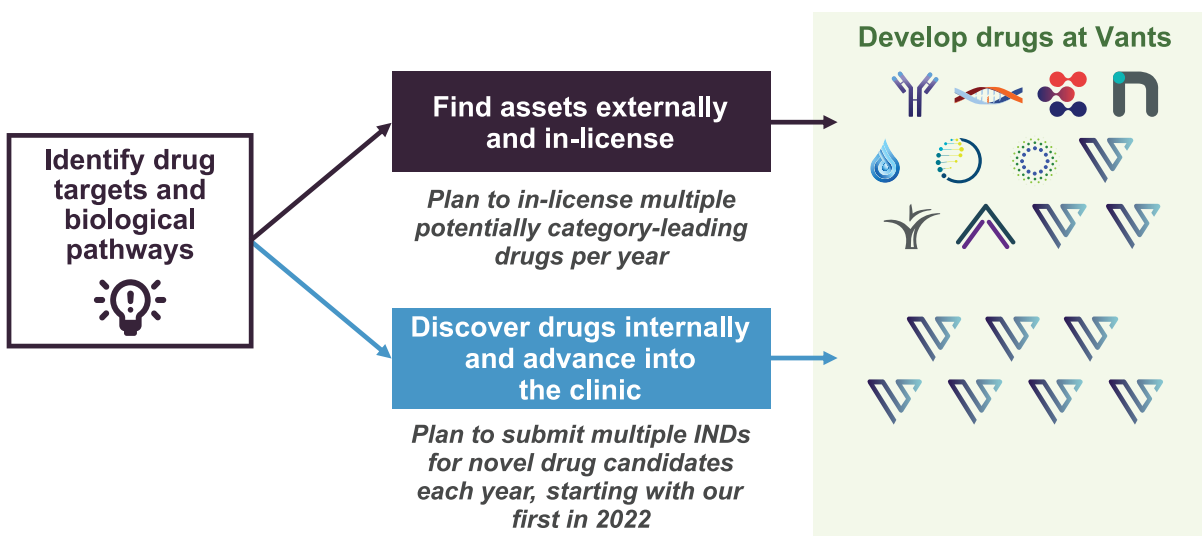 Identify drug
targets and
biological
pathways
Find assets externally
and in-license
Plan to in-license multiple
potentially category-leading
drugs per year
Discover drugs internally
and advance into
the clinic
Plan to submit multiple INDs
for novel drug candidates
each year, starting with our
first in 2022
Develop drugs at Vants